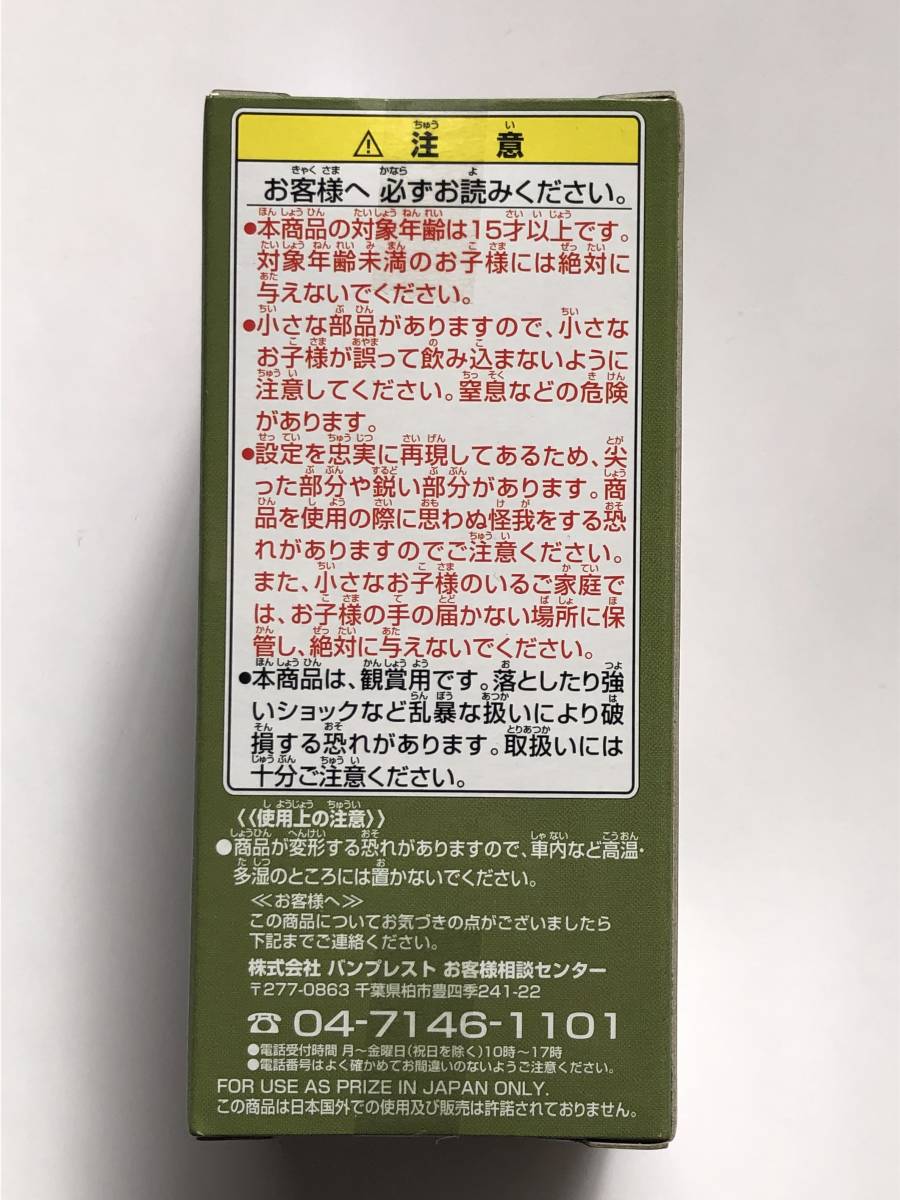 ⚠ 注意
お客様へ 必ずお読みください。
●本商品の対象年齢は15才以上です。
対象年齢未満のお子様には絶対に
与えないでください。
●小さな部品がありますので、小さな
お子様が誤って飲み込まないように
注意してください。窒息などの危険
があります。
●設定を忠実に再現してあるため、尖
った部分や鋭い部分があります。商
品を使用の際に思わぬ怪我をする恐
れがありますのでご注意ください。
また、小さなお子様のいるご家庭で
は、お子様の手の届かない場所に保
管し、絶対に与えないでください。
●本商品は、観賞用です。落としたり強
いショックなど乱暴な扱いにより破
損する恐れがあります。取扱いには
十分ご注意ください。
《使用上の注意》
●商品が変形する恐れがありますので、車内など高温・
多湿のところには置かないでください。
≪お客様へ≫
この商品についてお気づきの点がございましたら
下記までご連絡ください。
株式会社 バンプレスト お客様相談センター
〒277-0863 千葉県柏市豊四季241-22
☎ 04-7146-1101
●電話受付時間 月〜金曜日(祝日を除く)10時〜17時
●電話番号はよく確かめてお間違いのないようご注意ください。
FOR USE AS PRIZE IN JAPAN ONLY.
この商品は日本国外での使用及び販売は許諾されておりません。